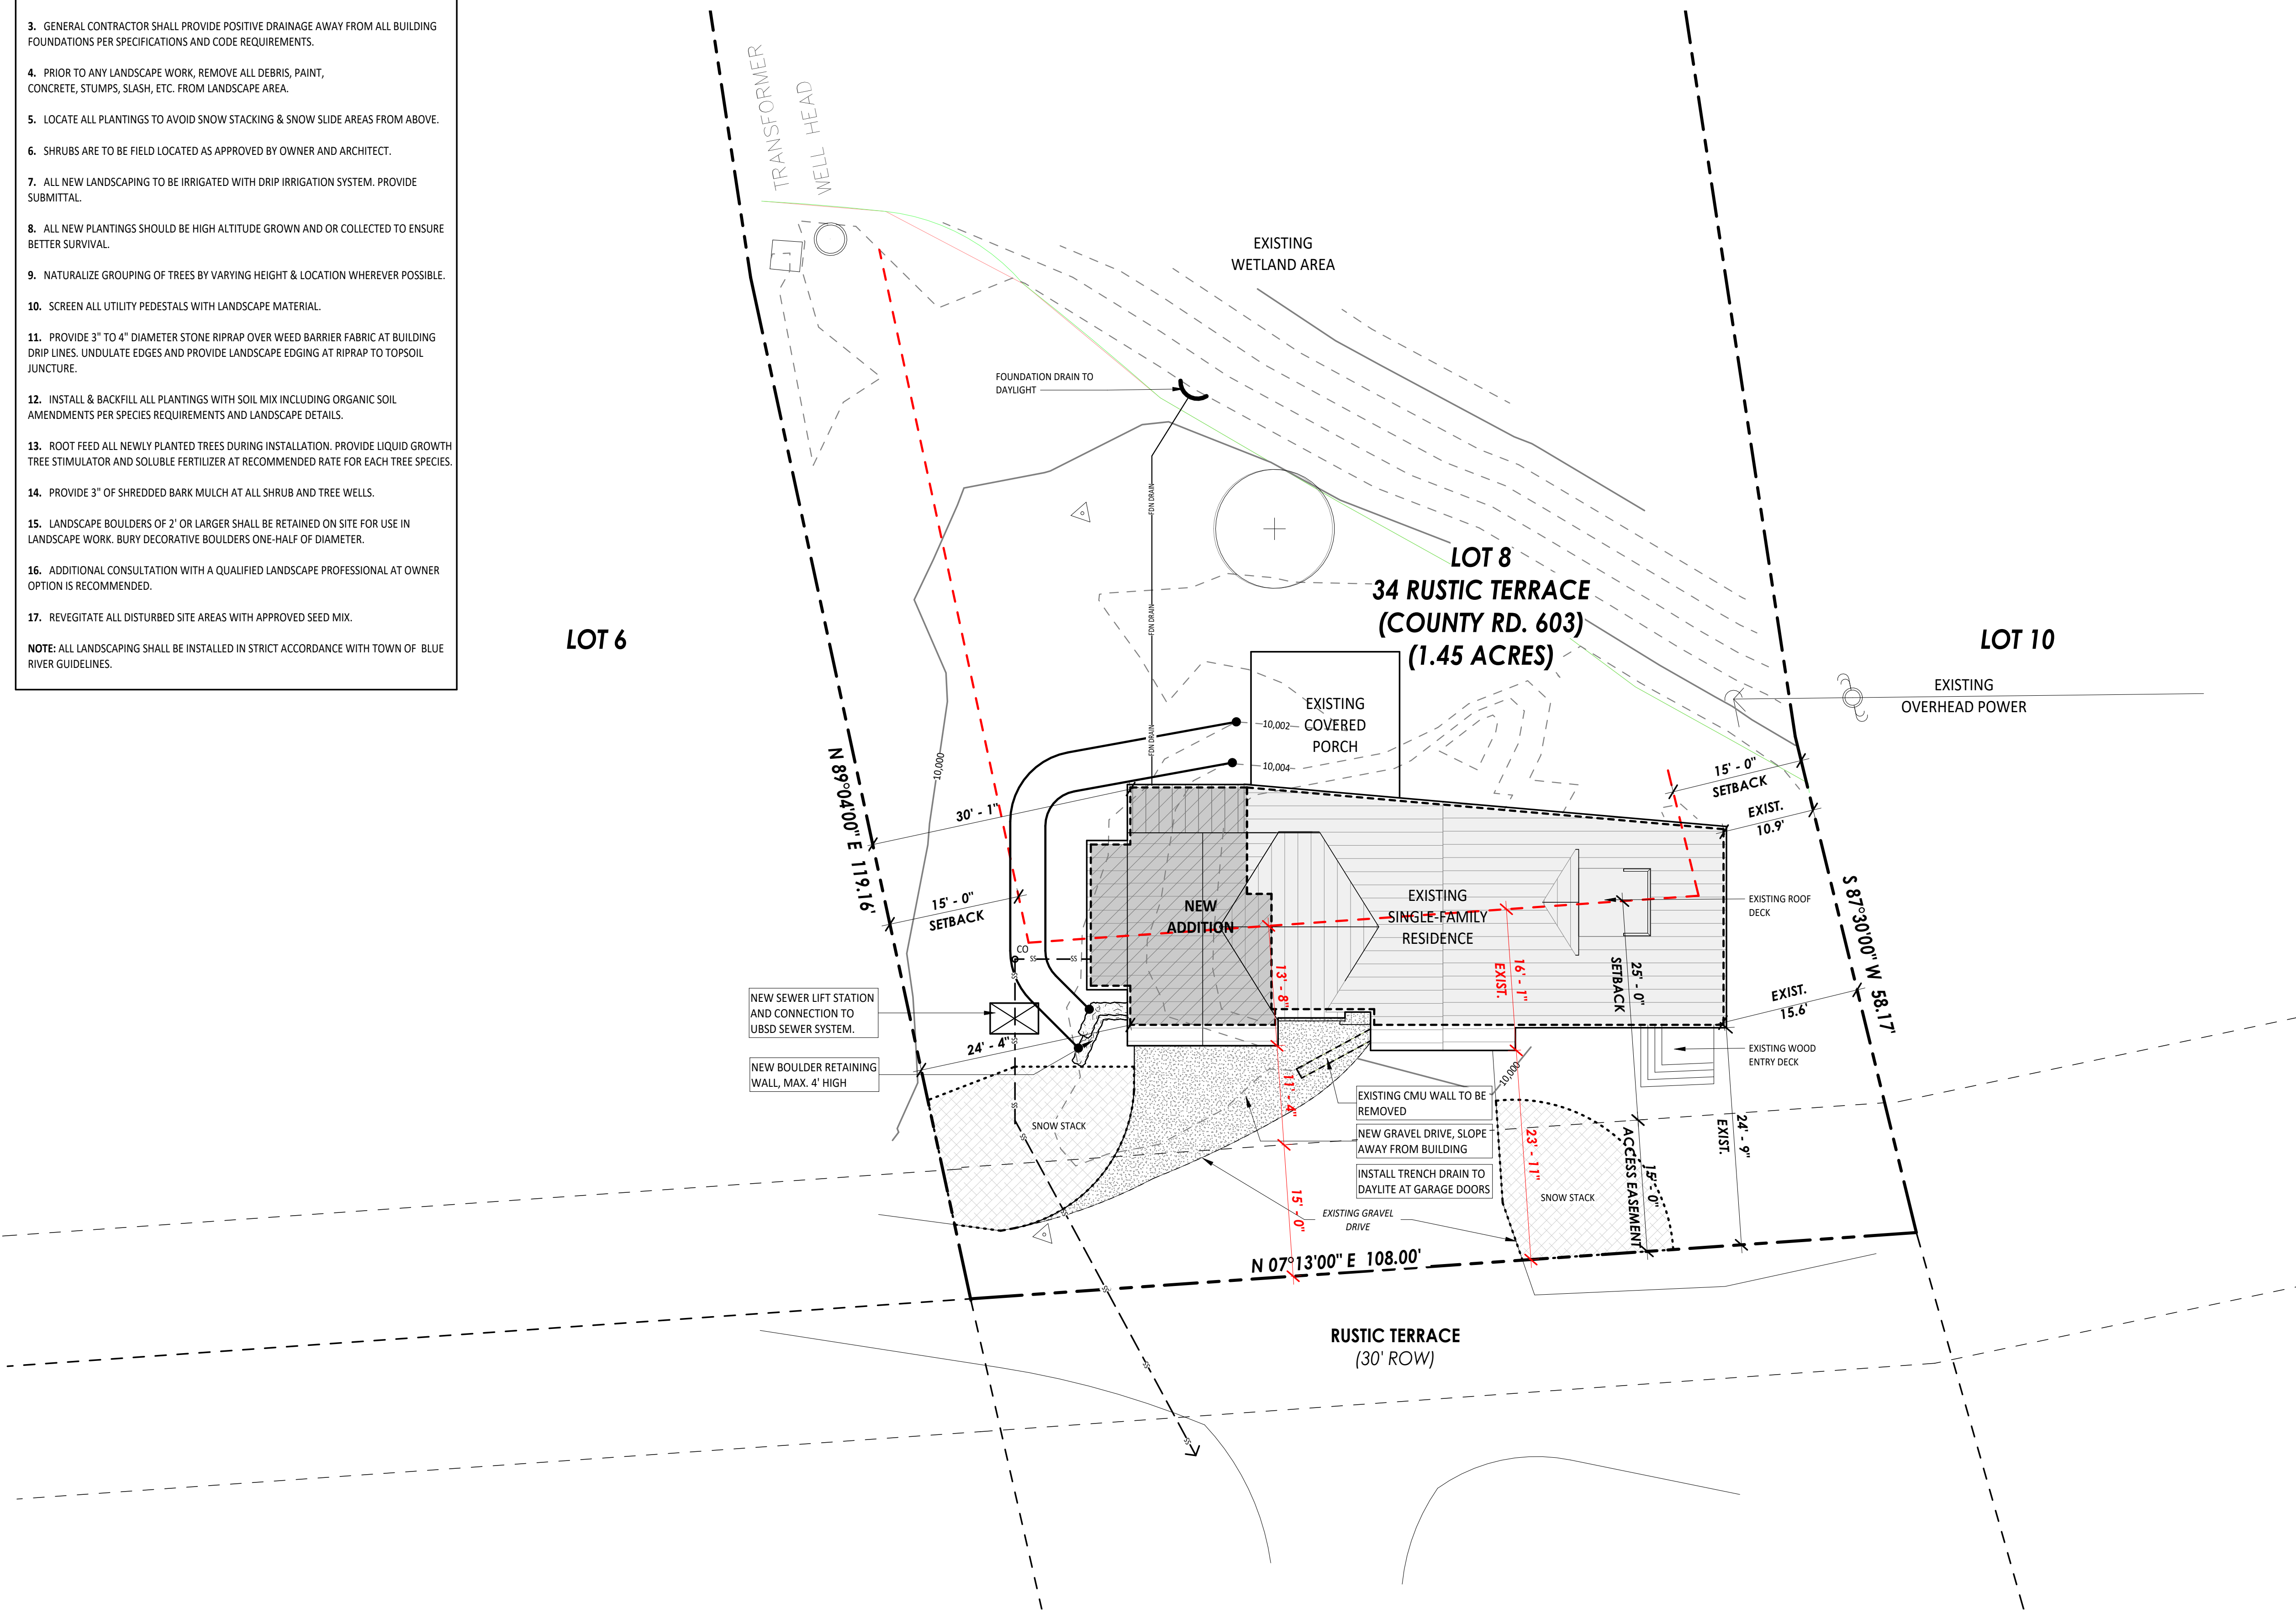 3. GENERAL CONTRACTOR SHALL PROVIDE POSITIVE DRAINAGE AWAY FROM ALL BUILDING
FOUNDATIONS PER SPECIFICATIONS AND CODE REQUIREMENTS.
4. PRIOR TO ANY LANDSCAPE WORK, REMOVE ALL DEBRIS, PAINT,
CONCRETE, STUMPS, SLASH, ETC. FROM LANDSCAPE AREA.
5. LOCATE ALL PLANTINGS TO AVOID SNOW STACKING & SNOW SLIDE AREAS FROM ABOVE.
6. SHRUBS ARE TO BE FIELD LOCATED AS APPROVED BY OWNER AND ARCHITECT.
7. ALL NEW LANDSCAPING TO BE IRRIGATED WITH DRIP IRRIGATION SYSTEM. PROVIDE
SUBMITTAL.
8. ALL NEW PLANTINGS SHOULD BE HIGH ALTITUDE GROWN AND OR COLLECTED TO ENSURE
BETTER SURVIVAL.
9. NATURALIZE GROUPING OF TREES BY VARYING HEIGHT & LOCATION WHEREVER POSSIBLE.
10. SCREEN ALL UTILITY PEDESTALS WITH LANDSCAPE MATERIAL.
11. PROVIDE 3" TO 4" DIAMETER STONE RIPRAP OVER WEED BARRIER FABRIC AT BUILDING
DRIP LINES. UNDULATE EDGES AND PROVIDE LANDSCAPE EDGING AT RIPRAP TO TOPSOIL
JUNCTURE.
12. INSTALL & BACKFILL ALL PLANTINGS WITH SOIL MIX INCLUDING ORGANIC SOIL
AMENDMENTS PER SPECIES REQUIREMENTS AND LANDSCAPE DETAILS.
13. ROOT FEED ALL NEWLY PLANTED TREES DURING INSTALLATION. PROVIDE LIQUID GROWTH
TREE STIMULATOR AND SOLUBLE FERTILIZER AT RECOMMENDED RATE FOR EACH TREE SPECIES.
14. PROVIDE 3" OF SHREDDED BARK MULCH AT ALL SHRUB AND TREE WELLS.
15. LANDSCAPE BOULDERS OF 2' OR LARGER SHALL BE RETAINED ON SITE FOR USE IN
LANDSCAPE WORK. BURY DECORATIVE BOULDERS ONE-HALF OF DIAMETER.
16. ADDITIONAL CONSULTATION WITH A QUALIFIED LANDSCAPE PROFESSIONAL AT OWNER
OPTION IS RECOMMENDED.
17. REVEGITATE ALL DISTURBED SITE AREAS WITH APPROVED SEED MIX.
NOTE: ALL LANDSCAPING SHALL BE INSTALLED IN STRICT ACCORDANCE WITH TOWN OF BLUE
RIVER GUIDELINES.
TRANSFORMER
WELL HEAD
EXISTING
WETLAND AREA
FOUNDATION DRAIN TO
DAYLIGHT
FDN DRAIN
FDN DRAIN
FDN DRAIN
LOT 8
34 RUSTIC TERRACE
(COUNTY RD. 603)
(1.45 ACRES)
LOT 6
LOT 10
EXISTING
OVERHEAD POWER
EXISTING
COVERED
PORCH
10,002
10,004
10,000
N 89°04'00" E 119.16'
30' - 1"
15' - 0"
SETBACK
15' - 0"
SETBACK
EXIST.
10.9'
S 87°30'00" W 58.17'
NEW
ADDITION
EXISTING
SINGLE-FAMILY
RESIDENCE
EXISTING ROOF
DECK
CO
SS
SS
SS
13' - 8"
16' - 1"
EXIST.
25' - 0"
SETBACK
EXIST.
15.6'
NEW SEWER LIFT STATION
AND CONNECTION TO
UBSD SEWER SYSTEM.
SS
24' - 4"
NEW BOULDER RETAINING
WALL, MAX. 4' HIGH
EXISTING WOOD
ENTRY DECK
10,000
11' - 4"
EXISTING CMU WALL TO BE
REMOVED
NEW GRAVEL DRIVE, SLOPE
AWAY FROM BUILDING
INSTALL TRENCH DRAIN TO
DAYLITE AT GARAGE DOORS
SS
SNOW STACK
SS
23' - 11"
24' - 9"
EXIST.
15' - 0"
ACCESS EASEMENT
SNOW STACK
15' - 0"
EXISTING GRAVEL
DRIVE
SS
N 07°13'00" E 108.00'
SS
RUSTIC TERRACE
(30' ROW)
SS
SS